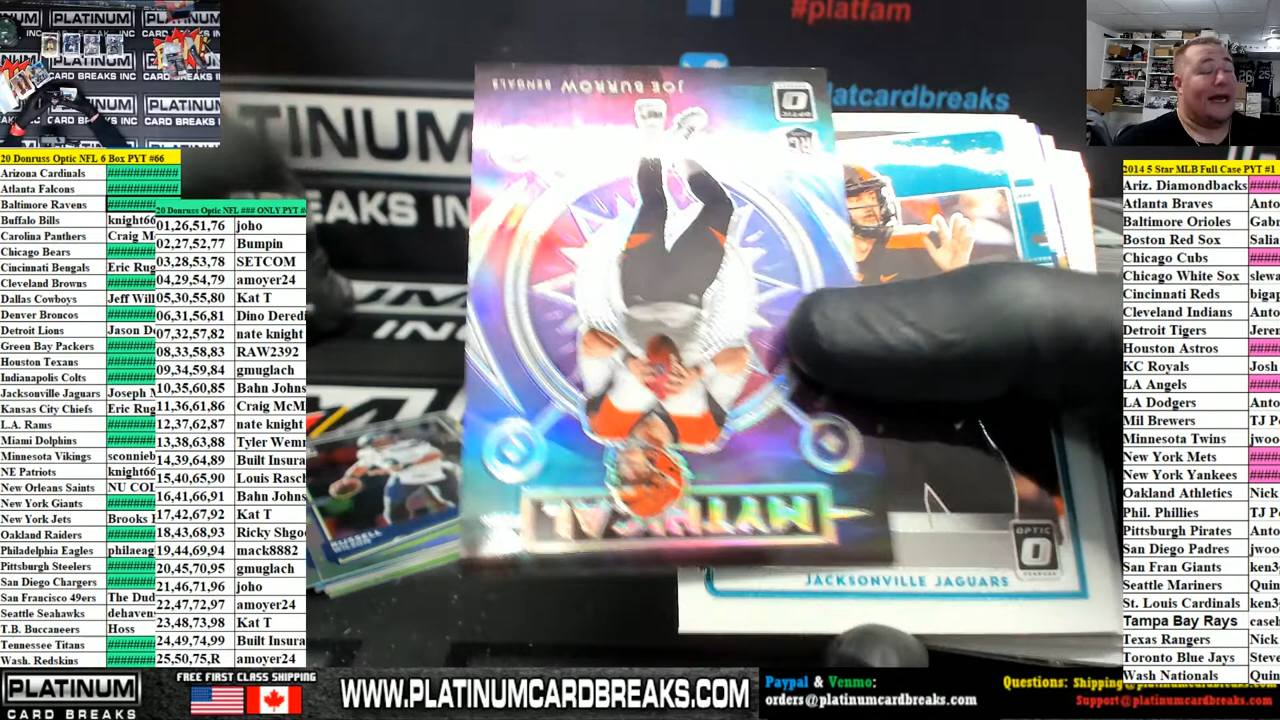 PLATINUM
CARD BREAKS INC
#platfam
latcardbreaks
TINUM
JOE BURROW BENGALS
MYTHICAL
OPTIC
JACKSONVILLE JAGUARS
20 Donruss Optic NFL 6 Box PYT #66
Arizona Cardinals ###########
Atlanta Falcons ###########
Baltimore Ravens ########
Buffalo Bills knight66
Carolina Panthers Craig M
Chicago Bears ########
Cincinnati Bengals Eric Rug
Cleveland Browns ########
Dallas Cowboys Jeff Will
Denver Broncos ########
Detroit Lions Jason De
Green Bay Packers ########
Houston Texans ########
Indianapolis Colts ########
Jacksonville Jaguars Joseph M
Kansas City Chiefs Eric Rug
L.A. Rams ########
Miami Dolphins ########
Minnesota Vikings sconnieb
NE Patriots knight66
New Orleans Saints NU COL
New York Giants ########
New York Jets Brooks
Oakland Raiders ########
Philadelphia Eagles philaeag
Pittsburgh Steelers ########
San Diego Chargers ########
San Francisco 49ers The Dud
Seattle Seahawks dehaven
T.B. Buccaneers Hoss
Tennessee Titans ########
Wash. Redskins ########
20 Donruss Optic NFL ### ONLY PYT #
01,26,51,76 joho
02,27,52,77 Bumpin
03,28,53,78 SETCOM
04,29,54,79 amoyer24
05,30,55,80 Kat T
06,31,56,81 Dino Deredi
07,32,57,82 nate knight
08,33,58,83 RAW2392
09,34,59,84 gmuglach
10,35,60,85 Bahn Johns
11,36,61,86 Craig McM
12,37,62,87 nate knight
13,38,63,88 Tyler Wemr
14,39,64,89 Built Insura
15,40,65,90 Louis Rasch
16,41,66,91 Bahn Johns
17,42,67,92 Kat T
18,43,68,93 Ricky Shgo
19,44,69,94 mack8882
20,45,70,95 gmuglach
21,46,71,96 joho
22,47,72,97 amoyer24
23,48,73,98 Kat T
24,49,74,99 Built Insura
25,50,75,R amoyer24
2014 5 Star MLB Full Case PYT #1
Ariz. Diamondbacks ####
Atlanta Braves Anto
Baltimore Orioles Gabr
Boston Red Sox Salia
Chicago Cubs ####
Chicago White Sox slewa
Cincinnati Reds bigap
Cleveland Indians Anto
Detroit Tigers Jerem
Houston Astros ####
KC Royals Josh
LA Angels ####
LA Dodgers Anto
Mil Brewers TJ P
Minnesota Twins jwoo
New York Mets ####
New York Yankees ####
Oakland Athletics Nick
Phil. Phillies TJ P
Pittsburgh Pirates Anto
San Diego Padres jwoo
San Fran Giants ken3
Seattle Mariners Quin
St. Louis Cardinals ken3
Tampa Bay Rays caseh
Texas Rangers Nick
Toronto Blue Jays Steve
Wash Nationals Quin
PLATINUM
CARD BREAKS
FREE FIRST CLASS SHIPPING
WWW.PLATINUMCARDBREAKS.COM
Paypal & Venmo:
orders@platinumcardbreaks.com
Questions: Shipping@platinumcardbreaks.com
Support@platinumcardbreaks.com